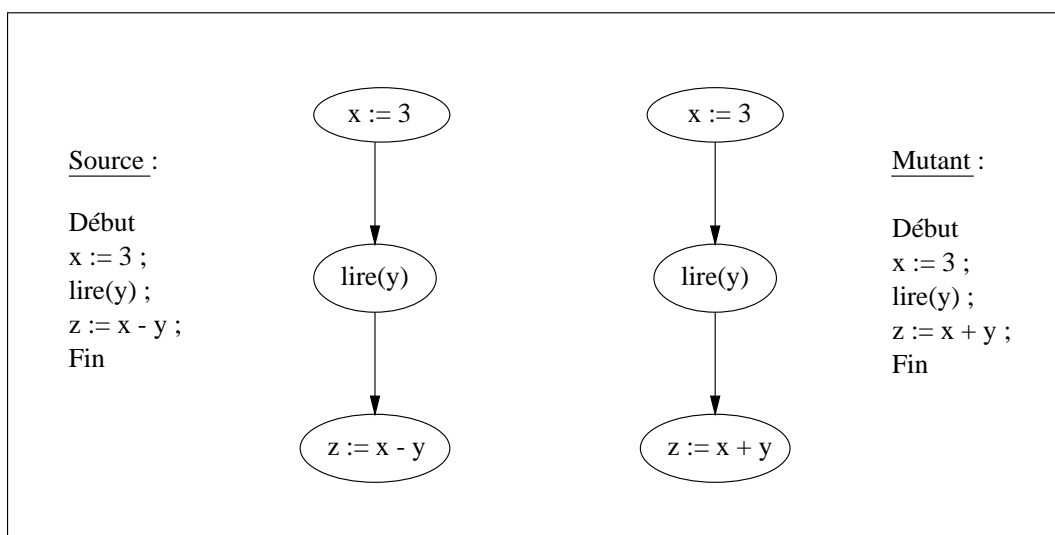 Source :
Début
x := 3 ;
lire(y) ;
z := x - y ;
Fin
x := 3
lire(y)
z := x - y
x := 3
lire(y)
z := x + y
Mutant :
Début
x := 3 ;
lire(y) ;
z := x + y ;
Fin